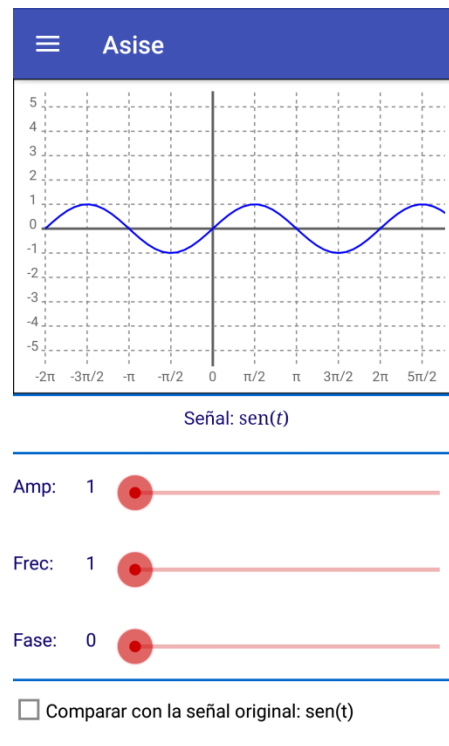 Asise
5
4
3
2
1
0
-1
-2
-3
-4
-5
-2π -3π/2 -π -π/2 0 π/2 π 3π/2 2π 5π/2
Señal: sen(t)
Amp: 1
Frec: 1
Fase: 0
Comparar con la señal original: sen(t)